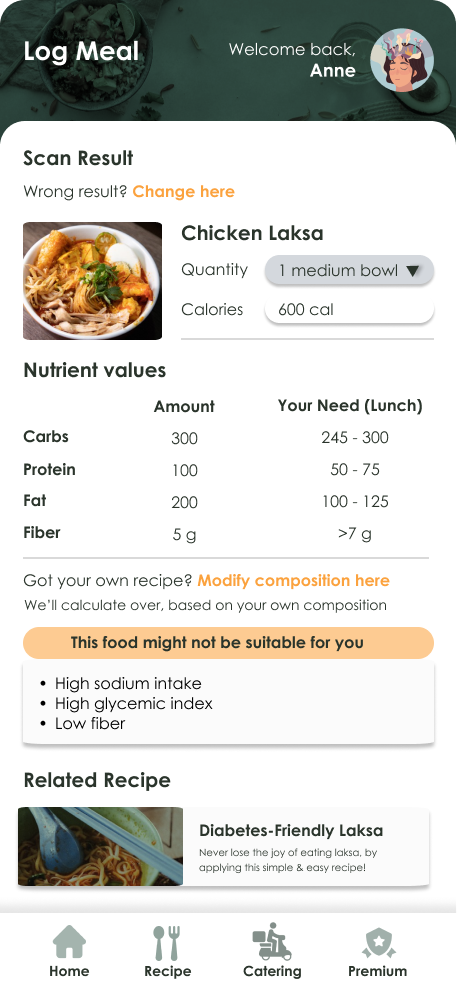 Log Meal
Welcome back,
Anne
Scan Result
Wrong result? Change here
Chicken Laksa
Quantity 1 medium bowl ▼
Calories 600 cal
Nutrient values
Amount Your Need (Lunch)
Carbs 300 245 - 300
Protein 100 50 - 75
Fat 200 100 - 125
Fiber 5 g >7 g
Got your own recipe? Modify composition here
We'll calculate over, based on your own composition
This food might not be suitable for you
• High sodium intake
• High glycemic index
• Low fiber
Related Recipe
Diabetes-Friendly Laksa
Never lose the joy of eating laksa, by
applying this simple & easy recipe!
Home Recipe Catering Premium